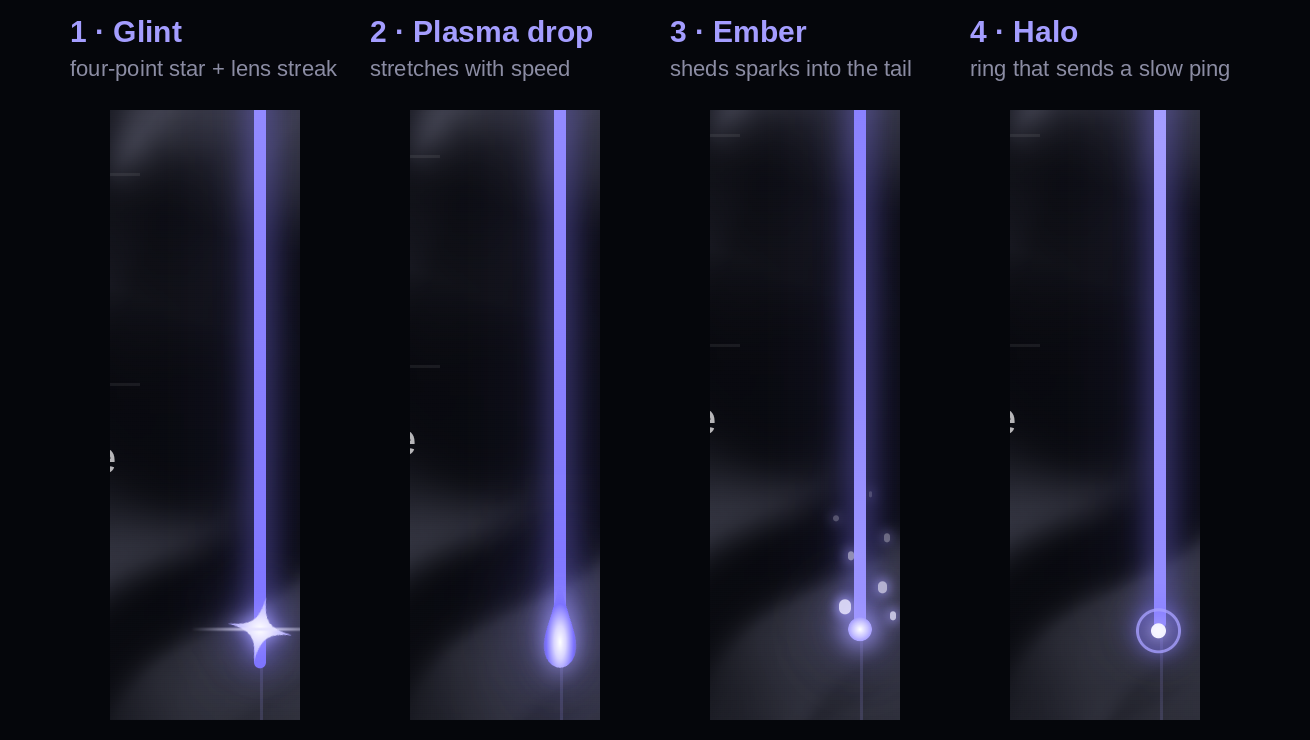 1 · Glint
four-point star + lens streak
2 · Plasma drop
stretches with speed
3 · Ember
sheds sparks into the tail
4 · Halo
ring that sends a slow ping
e
e
e
e